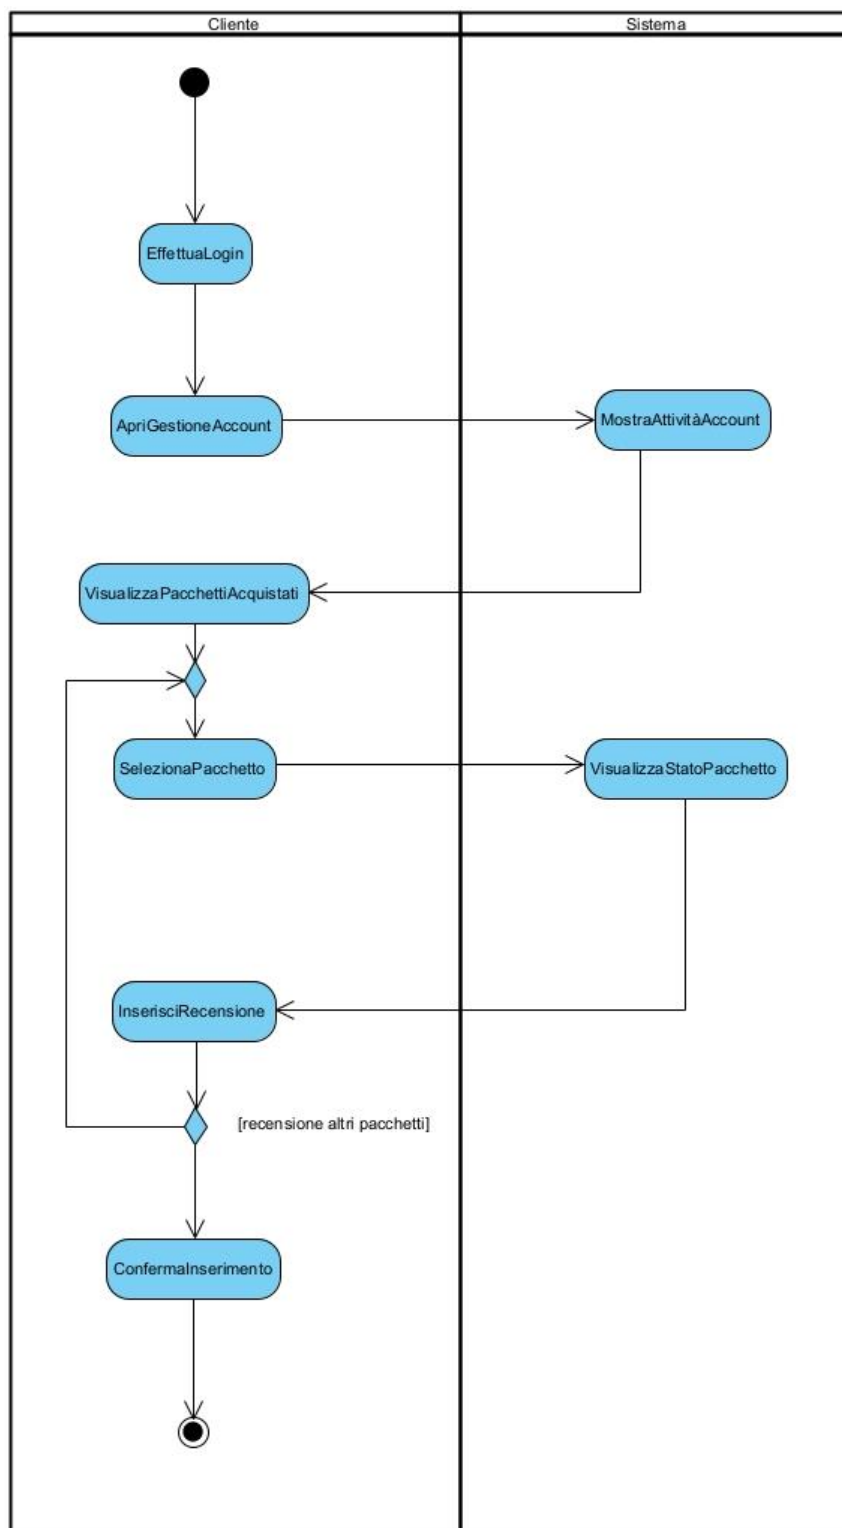 Cliente
Sistema
EffettuaLogin
ApriGestioneAccount
MostraAttivitàAccount
VisualizzaPacchettiAcquistati
SelezionaPacchetto
VisualizzaStatoPacchetto
InserisciRecensione
[recensione altri pacchetti]
ConfermaInserimento